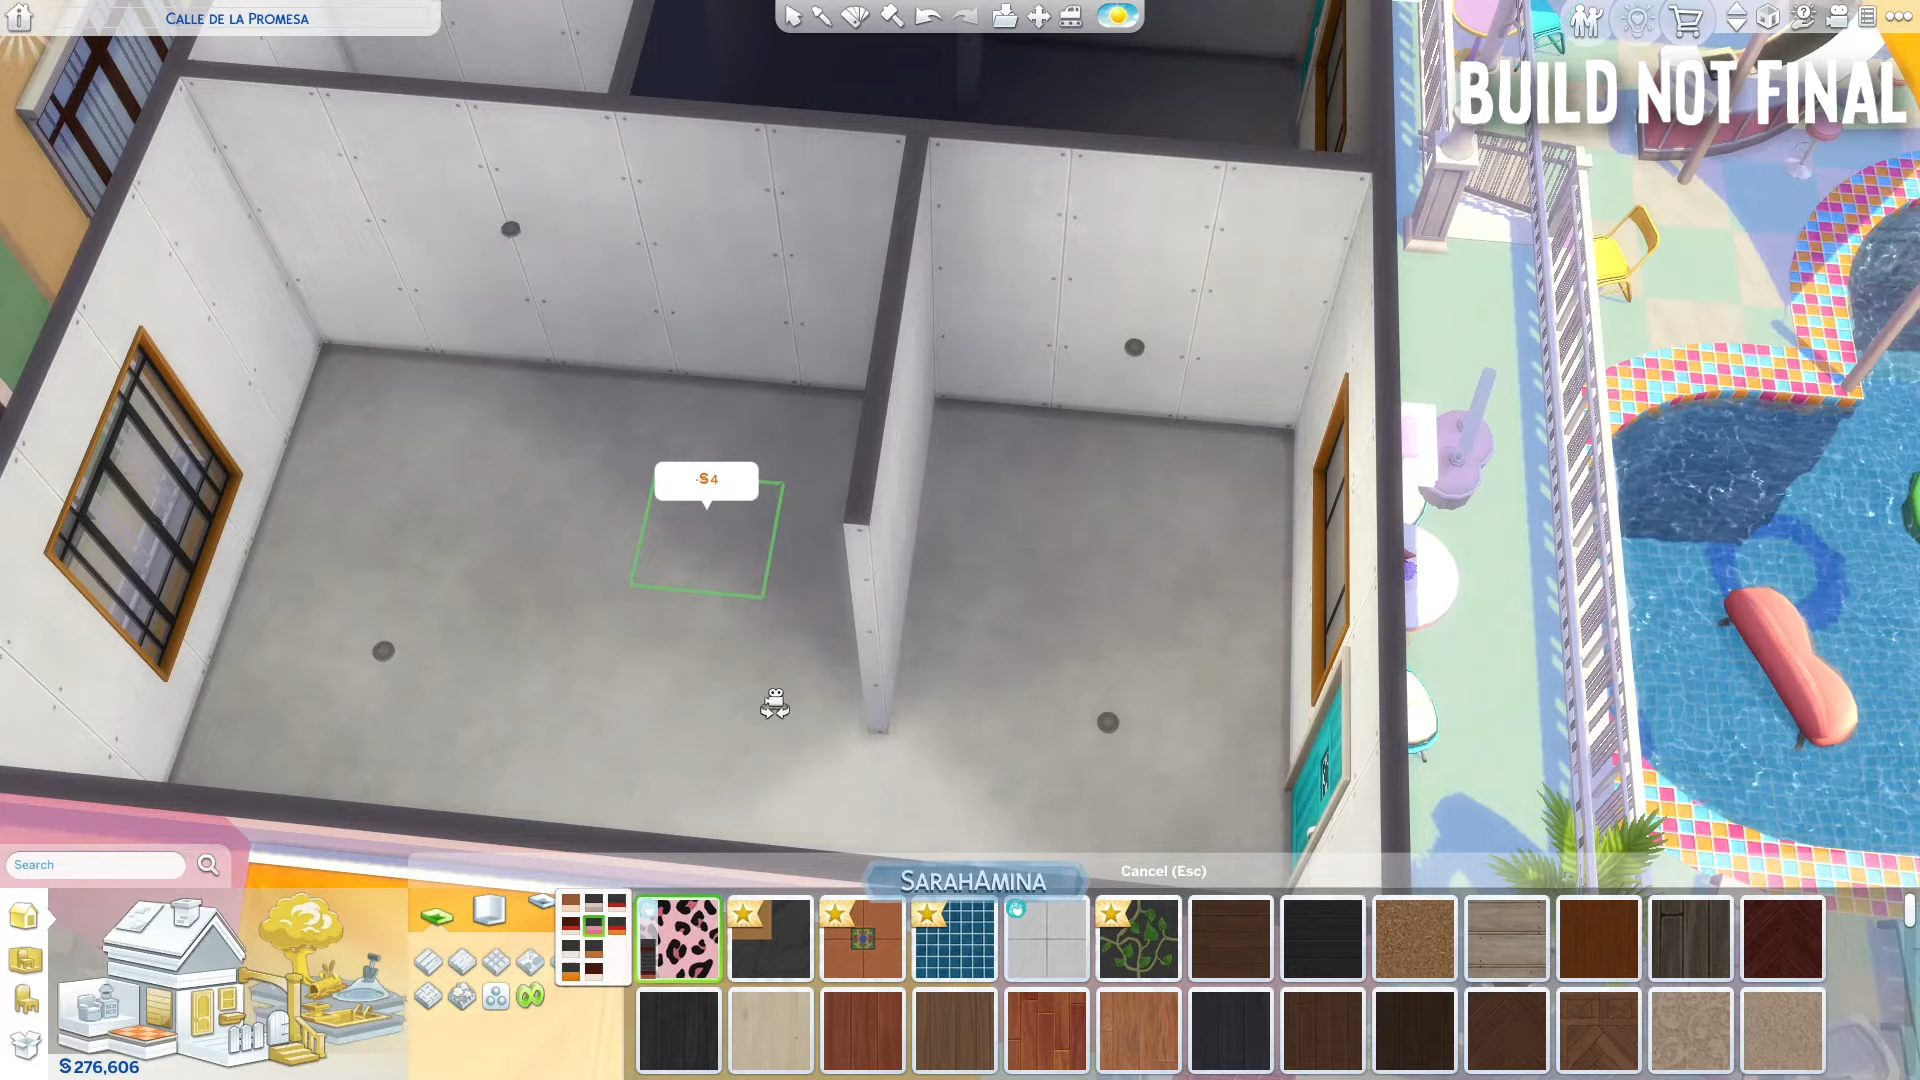 CALLE DE LA PROMESA
BUILD NOT FINAL
-§4
Search
SARAHAMINA
Cancel (Esc)
§276,606